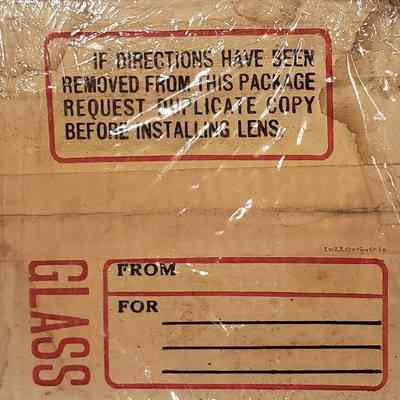 IF DIRECTIONS HAVE BEEN
REMOVED FROM THIS PACKAGE
REQUEST DUPLICATE COPY
BEFORE INSTALLING LENS.
GLASS
FROM
FOR